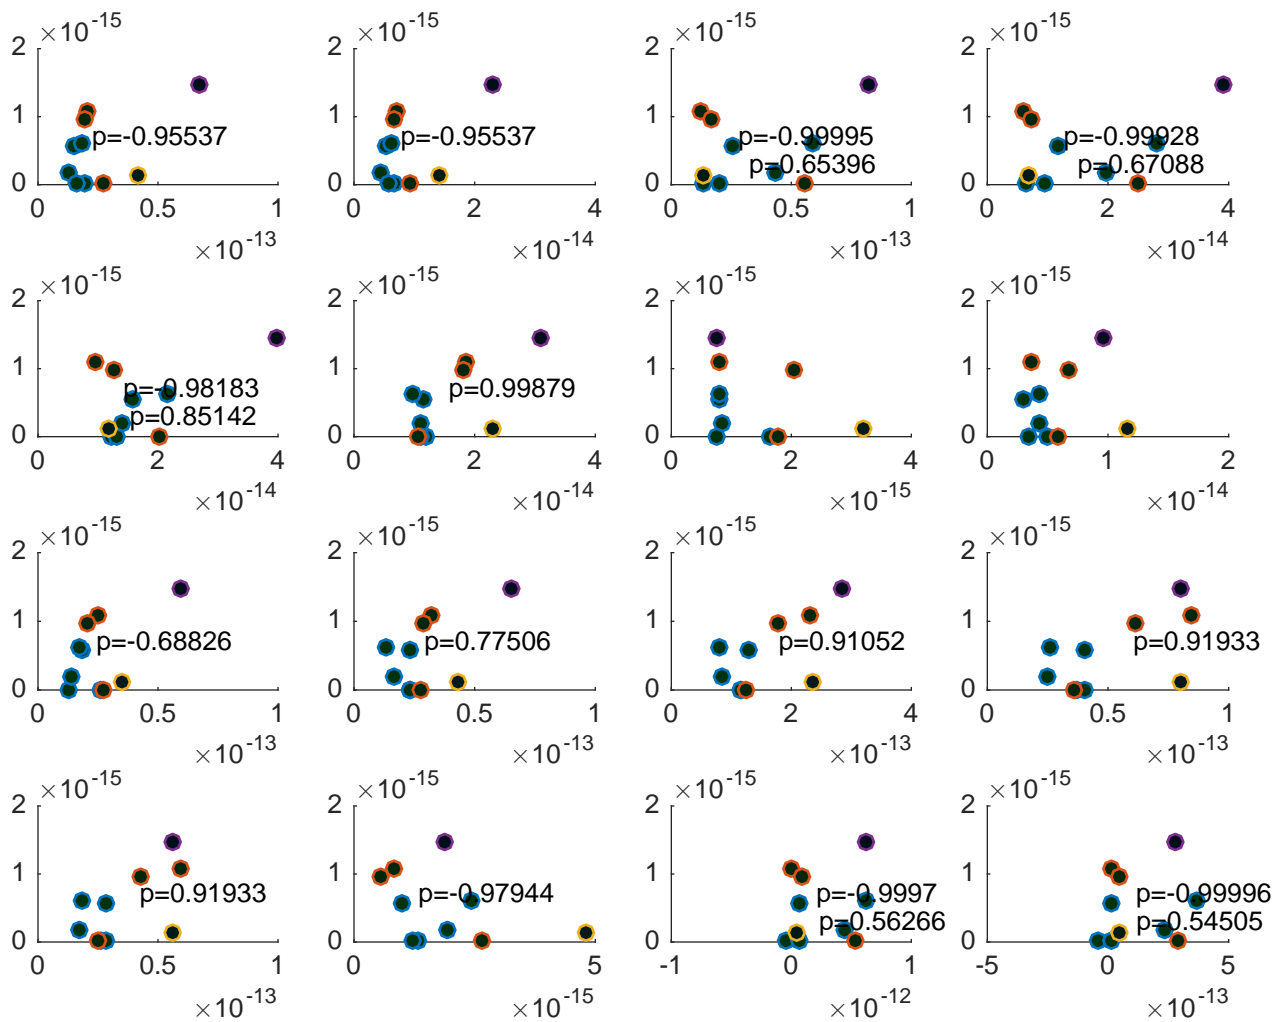 2 ×10-15
1
0
p=-0.95537
0 0.5 1
×10-13
2 ×10-15
1
0
p=-0.95537
0 2 4
×10-14
2 ×10-15
1
0
p=-0.99995
p=0.65396
0 0.5 1
×10-13
2 ×10-15
1
0
p=-0.99928
p=0.67088
0 2 4
×10-14
2 ×10-15
1
0
p=-0.98183
p=0.85142
0 2 4
×10-14
2 ×10-15
1
0
p=0.99879
0 2 4
×10-14
2 ×10-15
1
0
0 2 4
×10-15
2 ×10-15
1
0
0 1 2
×10-14
2 ×10-15
1
0
p=-0.68826
0 0.5 1
×10-13
2 ×10-15
1
0
p=0.77506
0 0.5 1
×10-13
2 ×10-15
1
0
p=0.91052
0 2 4
×10-13
2 ×10-15
1
0
p=0.91933
0 0.5 1
×10-13
2 ×10-15
1
0
p=0.91933
0 0.5 1
×10-13
2 ×10-15
1
0
p=-0.97944
0 5
×10-15
2 ×10-15
1
0
p=-0.9997
p=0.56266
-1 0 1
×10-12
2 ×10-15
1
0
p=-0.99996
p=0.54505
-5 0 5
×10-13